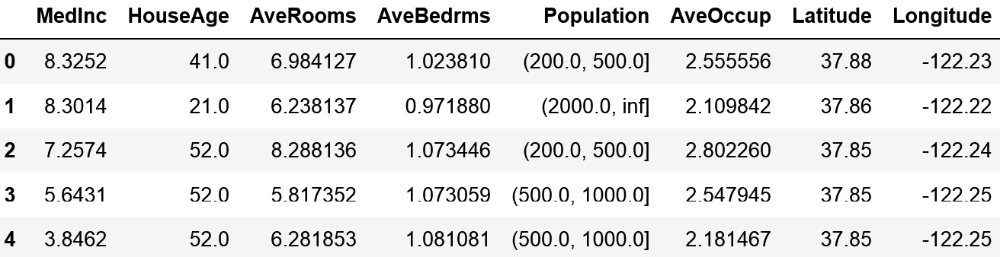 MedInc HouseAge AveRooms AveBedrms Population AveOccup Latitude Longitude
0 8.3252 41.0 6.984127 1.023810 (200.0, 500.0] 2.555556 37.88 -122.23
1 8.3014 21.0 6.238137 0.971880 (2000.0, inf] 2.109842 37.86 -122.22
2 7.2574 52.0 8.288136 1.073446 (200.0, 500.0] 2.802260 37.85 -122.24
3 5.6431 52.0 5.817352 1.073059 (500.0, 1000.0] 2.547945 37.85 -122.25
4 3.8462 52.0 6.281853 1.081081 (500.0, 1000.0] 2.181467 37.85 -122.25